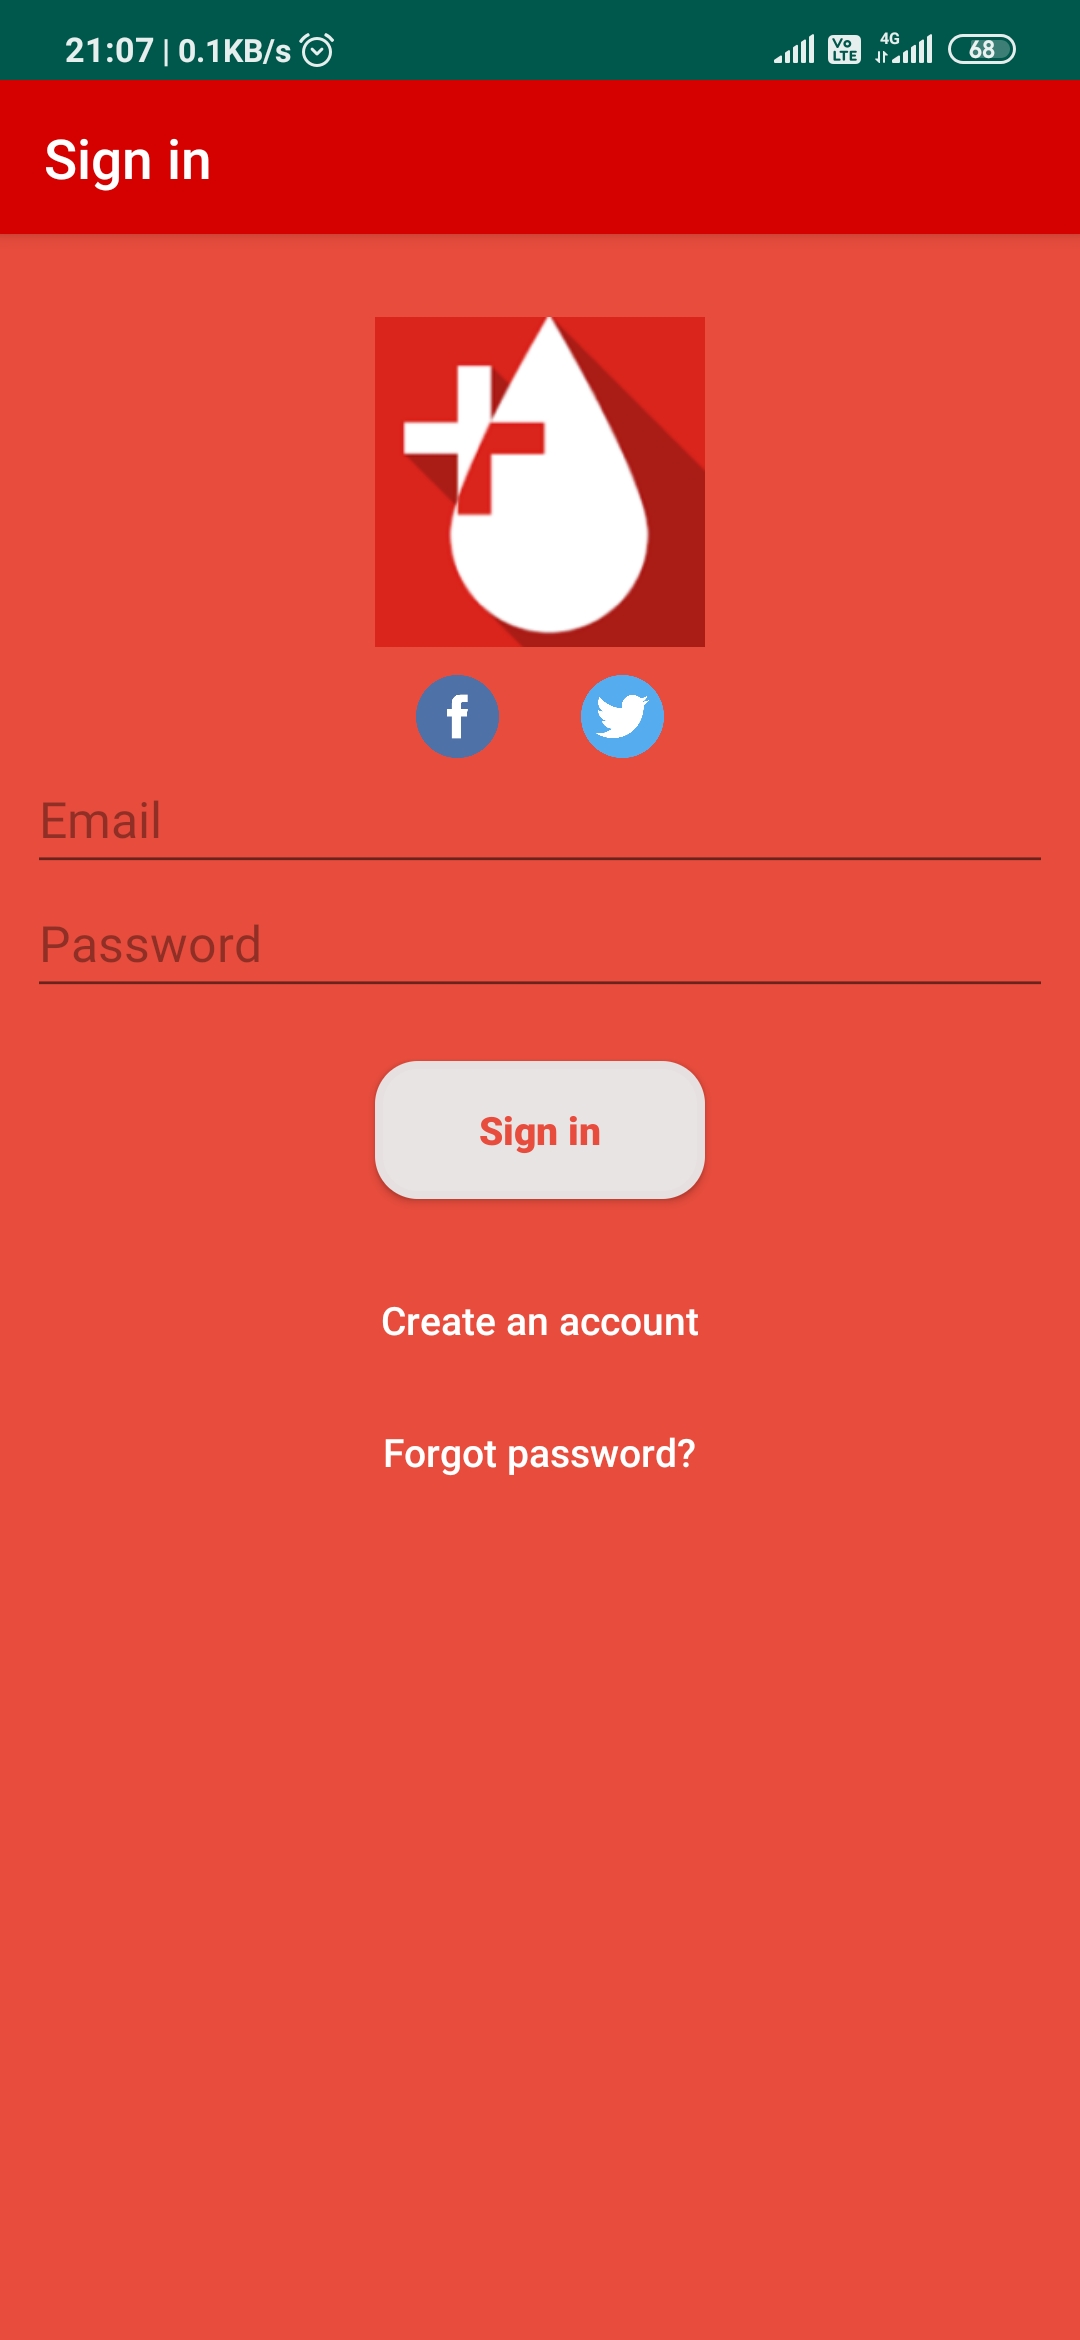 21:07 | 0.1KB/s Vo LTE 4G 68
Sign in
Email
Password
Sign in
Create an account
Forgot password?